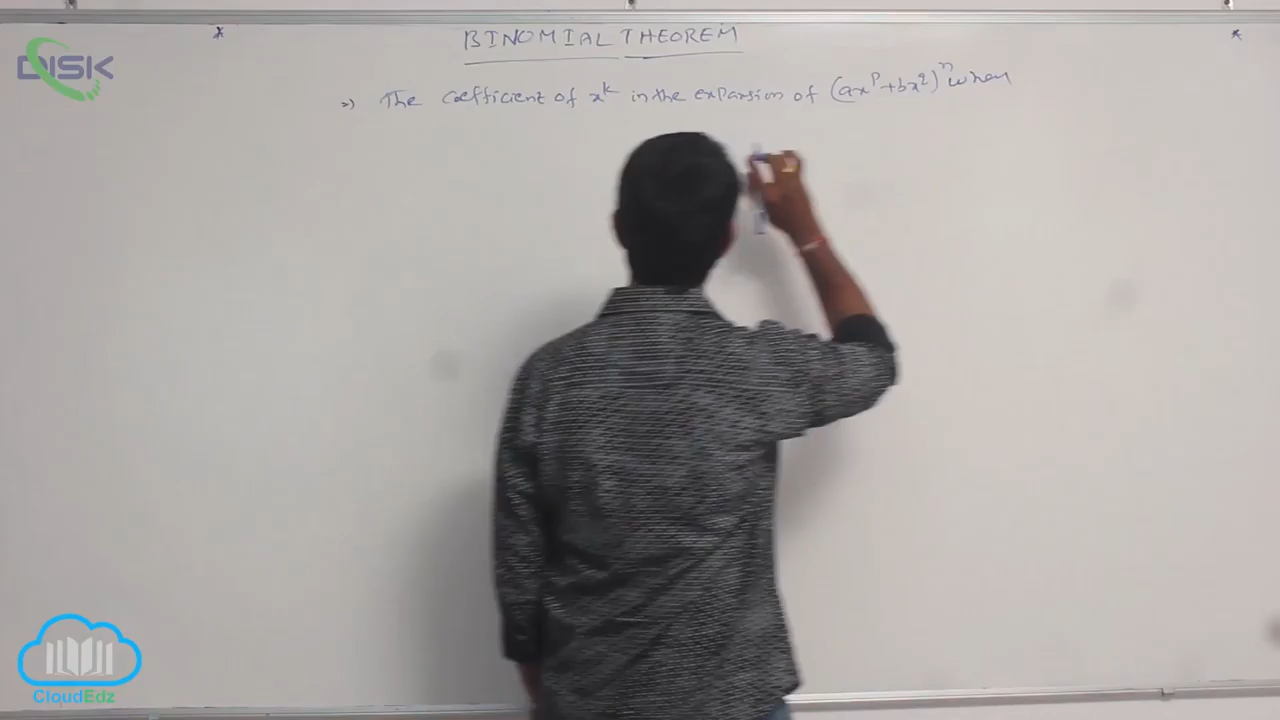 BINOMIAL THEOREM
DISK
⇒) The coefficient of x^k in the expansion of (ax^p + bx^q)^n when
CloudEdz